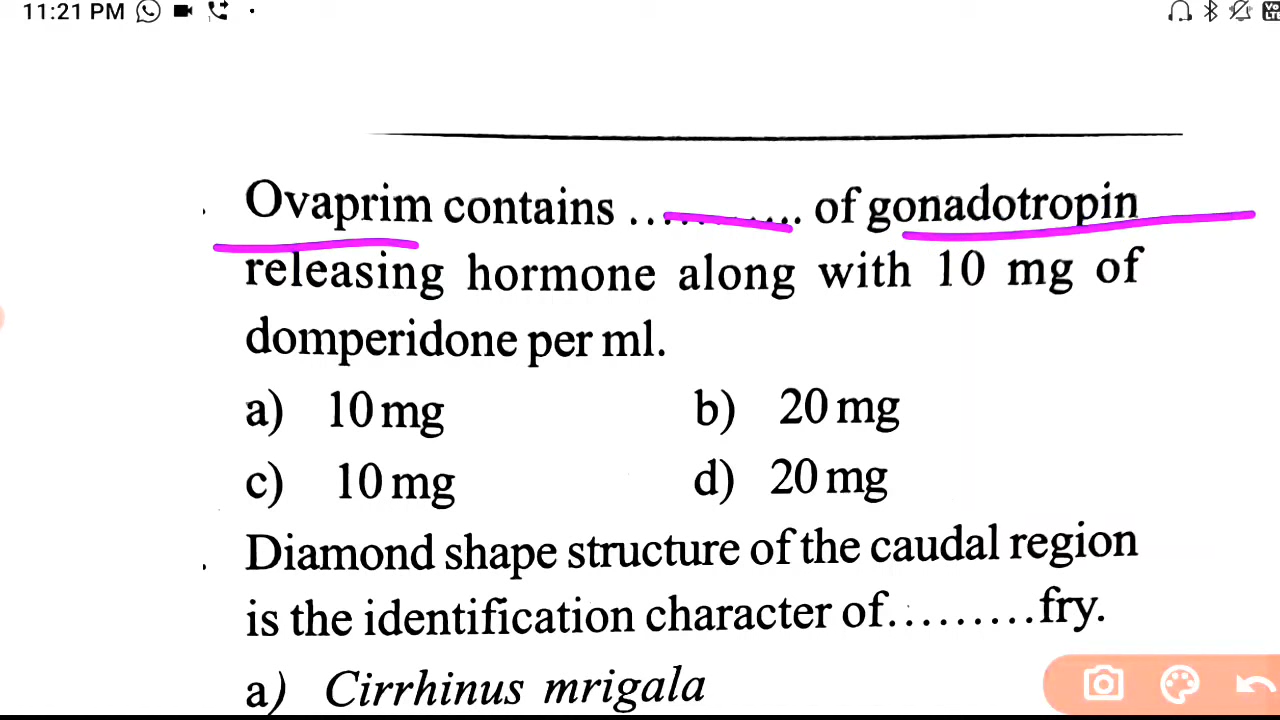 11:21 PM
Ovaprim contains ........... of gonadotropin
releasing hormone along with 10 mg of
domperidone per ml.
a) 10 mg b) 20 mg
c) 10 mg d) 20 mg
Diamond shape structure of the caudal region
is the identification character of.........fry.
a) Cirrhinus mrigala